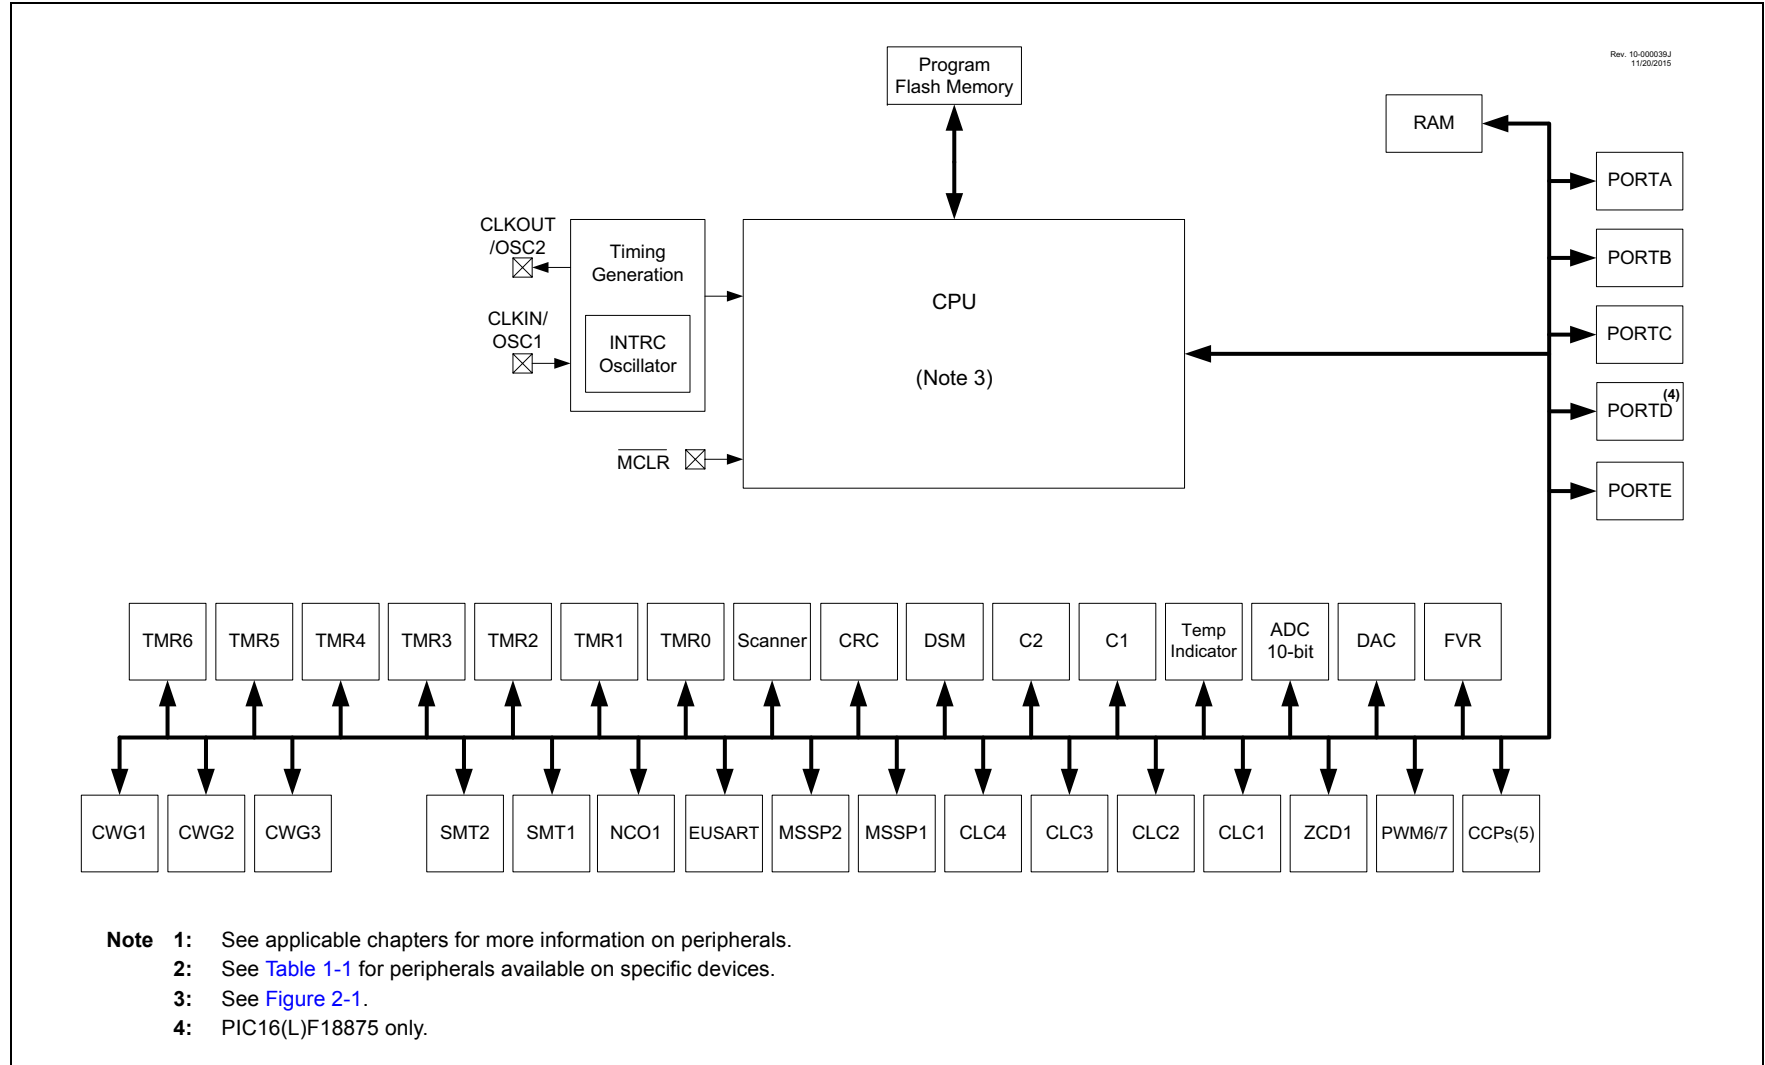 Rev. 10-000039J
11/20/2015
Program
Flash Memory
RAM
PORTA
CLKOUT
/OSC2
Timing
Generation
PORTB
CPU
CLKIN/
OSC1
INTRC
Oscillator
PORTC
(Note 3)
PORTD(4)
MCLR
PORTE
TMR6
TMR5
TMR4
TMR3
TMR2
TMR1
TMR0
Scanner
CRC
DSM
C2
C1
Temp
Indicator
ADC
10-bit
DAC
FVR
CWG1
CWG2
CWG3
SMT2
SMT1
NCO1
EUSART
MSSP2
MSSP1
CLC4
CLC3
CLC2
CLC1
ZCD1
PWM6/7
CCPs(5)
Note 1: See applicable chapters for more information on peripherals.
2: See Table 1-1 for peripherals available on specific devices.
3: See Figure 2-1.
4: PIC16(L)F18875 only.